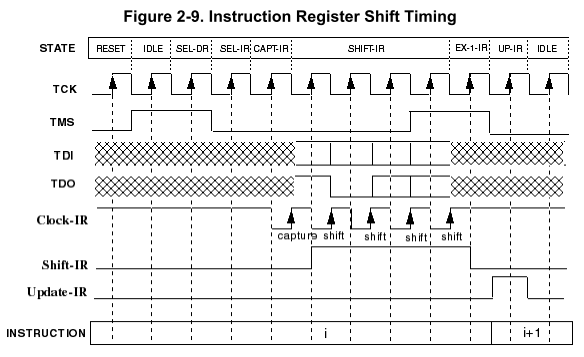 Figure 2-9. Instruction Register Shift Timing
STATE RESET IDLE SEL-DR SEL-IR CAPT-IR SHIFT-IR EX-1-IR UP-IR IDLE
TCK
TMS
TDI
TDO
Clock-IR
capture shift shift shift shift
Shift-IR
Update-IR
INSTRUCTION i i+1